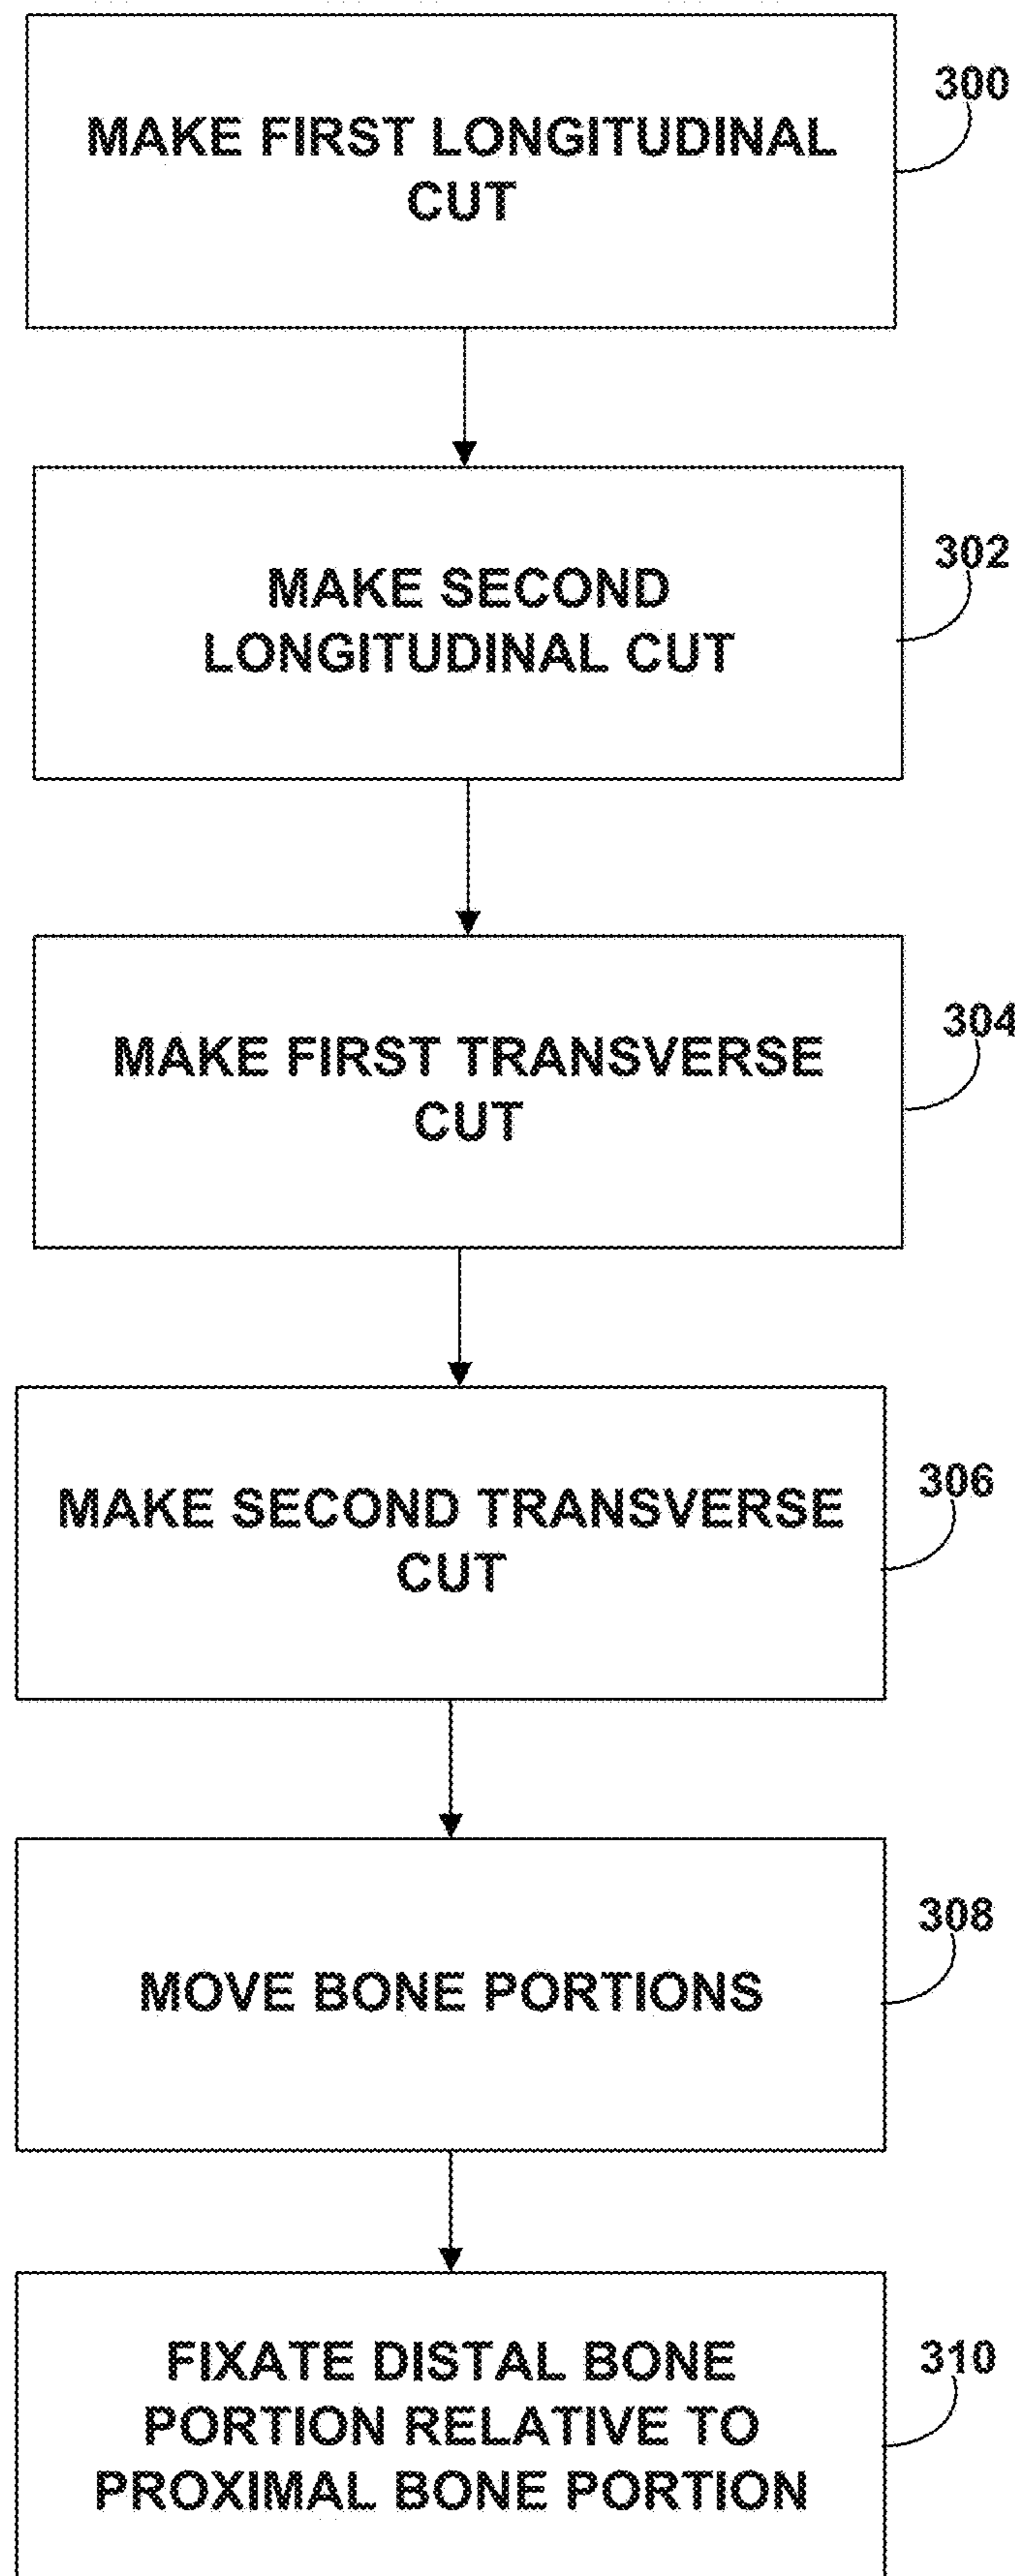 300
MAKE FIRST LONGITUDINAL
CUT
302
MAKE SECOND
LONGITUDINAL CUT
304
MAKE FIRST TRANSVERSE
CUT
306
MAKE SECOND TRANSVERSE
CUT
308
MOVE BONE PORTIONS
310
FIXATE DISTAL BONE
PORTION RELATIVE TO
PROXIMAL BONE PORTION